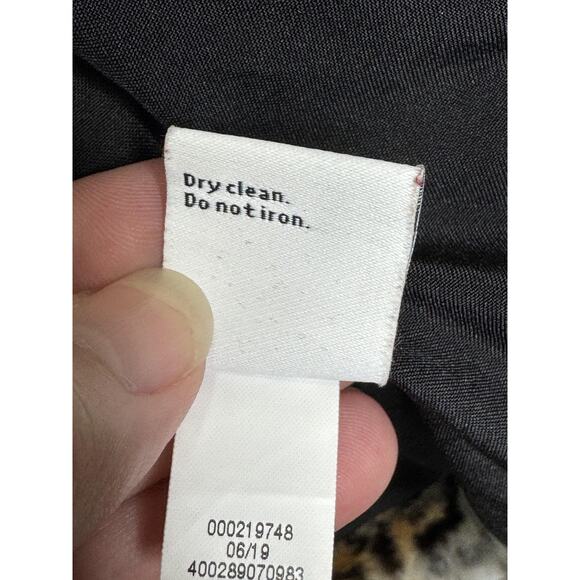 Dry clean.
Do not iron.
000219748
06/19
400289070983